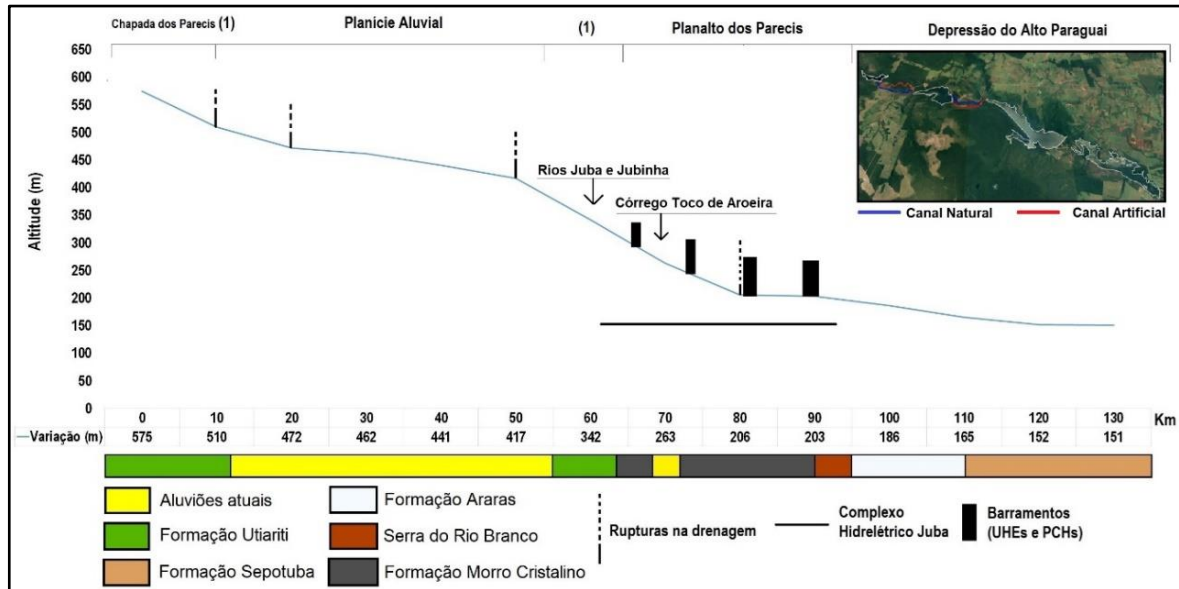 Chapada dos Parecis (1)
Planície Aluvial
(1)
Planalto dos Parecis
Depressão do Alto Paraguai
650
600
550
500
450
400
350
300
250
200
150
100
50
0
Altitude (m)
Rios Juba e Jubinha
Córrego Toco de Aroeira
Canal Natural
Canal Artificial
0 10 20 30 40 50 60 70 80 90 100 110 120 130 Km
Variação (m) 575 510 472 462 441 417 342 263 206 203 186 165 152 151
Aluviões atuais
Formação Utiariti
Formação Sepotuba
Formação Araras
Serra do Rio Branco
Formação Morro Cristalino
Rupturas na drenagem
Complexo
Hidrelétrico Juba
Barramentos
(UHEs e PCHs)